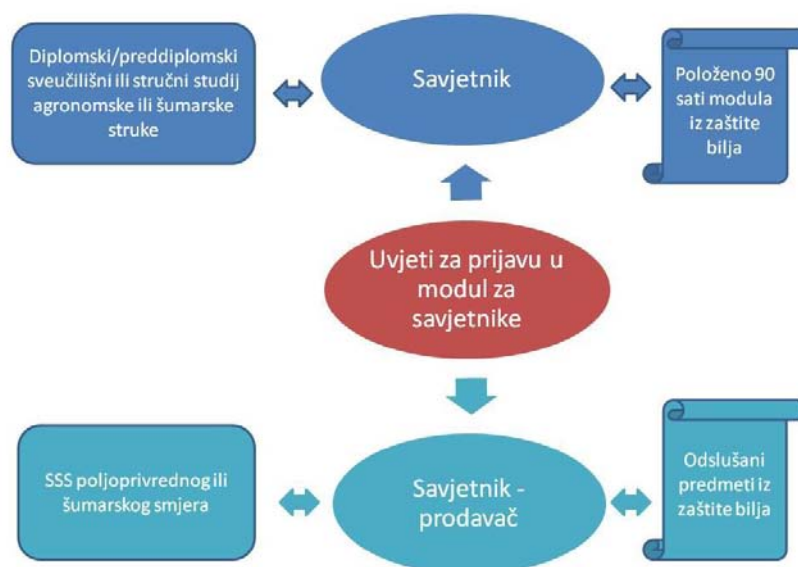 Diplomski/preddiplomski
sveučilišni ili stručni studij
agronomske ili šumarske
struke
Savjetnik
Položeno 90
sati modula
iz zaštite
bilja
Uvjeti za prijavu u
modul za
savjetnike
SSS poljoprivrednog ili
šumarskog smjera
Savjetnik -
prodavač
Odslušani
predmeti iz
zaštite bilja